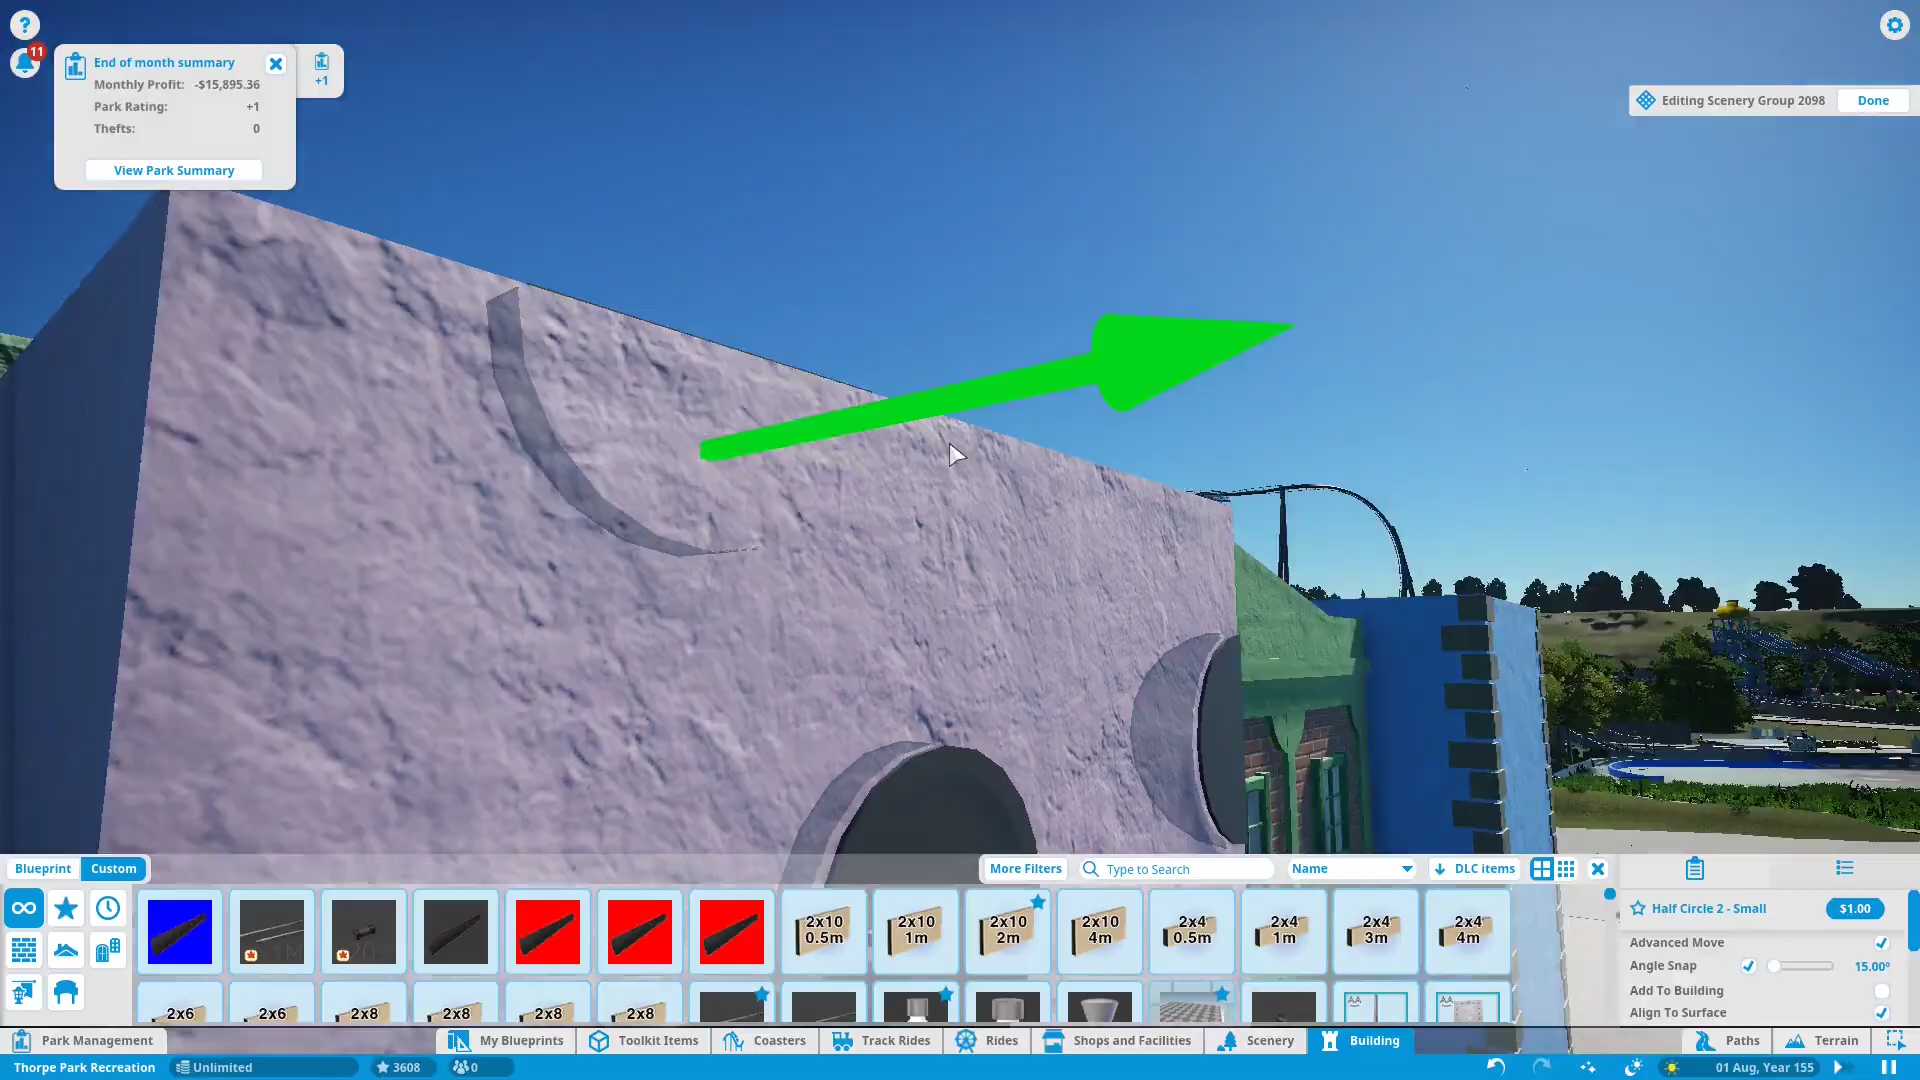 ?
11
End of month summary
Monthly Profit: -$15,895.36
Park Rating: +1
Thefts: 0
View Park Summary
+1
Editing Scenery Group 2098
Done
Blueprint
Custom
More Filters
Type to Search
Name
DLC items
2x10 0.5m
2x10 1m
2x10 2m
2x10 4m
2x4 0.5m
2x4 1m
2x4 3m
2x4 4m
2x6
2x6
2x8
2x8
2x8
2x8
AA
AA
Half Circle 2 - Small
$1.00
Advanced Move
Angle Snap
15.00º
Add To Building
Align To Surface
Park Management
My Blueprints
Toolkit Items
Coasters
Track Rides
Rides
Shops and Facilities
Scenery
Building
Paths
Terrain
Thorpe Park Recreation
Unlimited
3608
0
01 Aug, Year 155